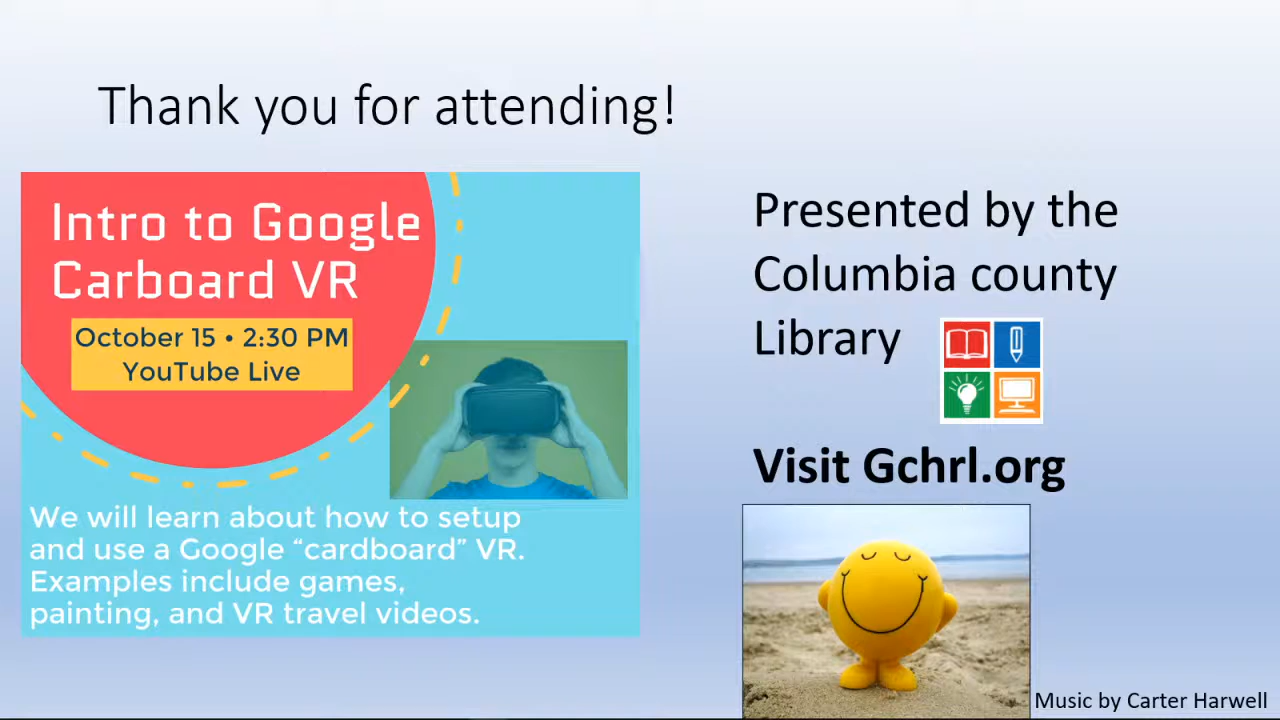 Thank you for attending!
Intro to Google
Carboard VR
October 15 • 2:30 PM
YouTube Live
We will learn about how to setup
and use a Google “cardboard” VR.
Examples include games,
painting, and VR travel videos.
Presented by the
Columbia county
Library
Visit Gchrl.org
Music by Carter Harwell